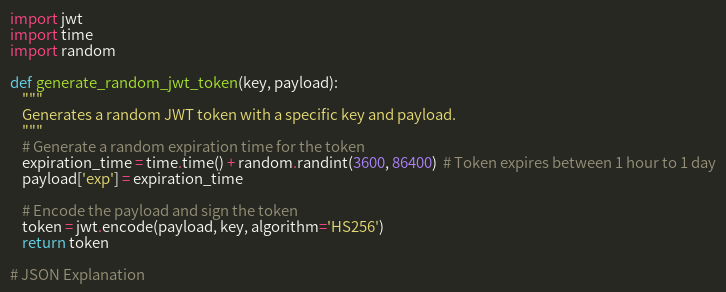 import jwt
import time
import random
def generate_random_jwt_token(key, payload):
"""
Generates a random JWT token with a specific key and payload.
"""
# Generate a random expiration time for the token
expiration_time = time.time() + random.randint(3600, 86400)  # Token expires between 1 hour to 1 day
payload['exp'] = expiration_time
# Encode the payload and sign the token
token = jwt.encode(payload, key, algorithm='HS256')
return token
# JSON Explanation